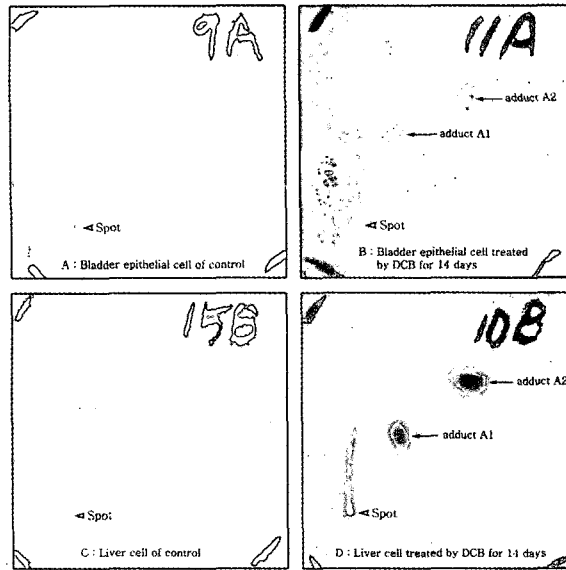 9A
◄ Spot
A : Bladder epithelial cell of control
11A
adduct A2
adduct A1
◄ Spot
B : Bladder epithelial cell treated
by DCB for 14 days
15B
◄ Spot
C : Liver cell of control
10B
adduct A2
adduct A1
◄ Spot
D : Liver cell treated by DCB for 14 days